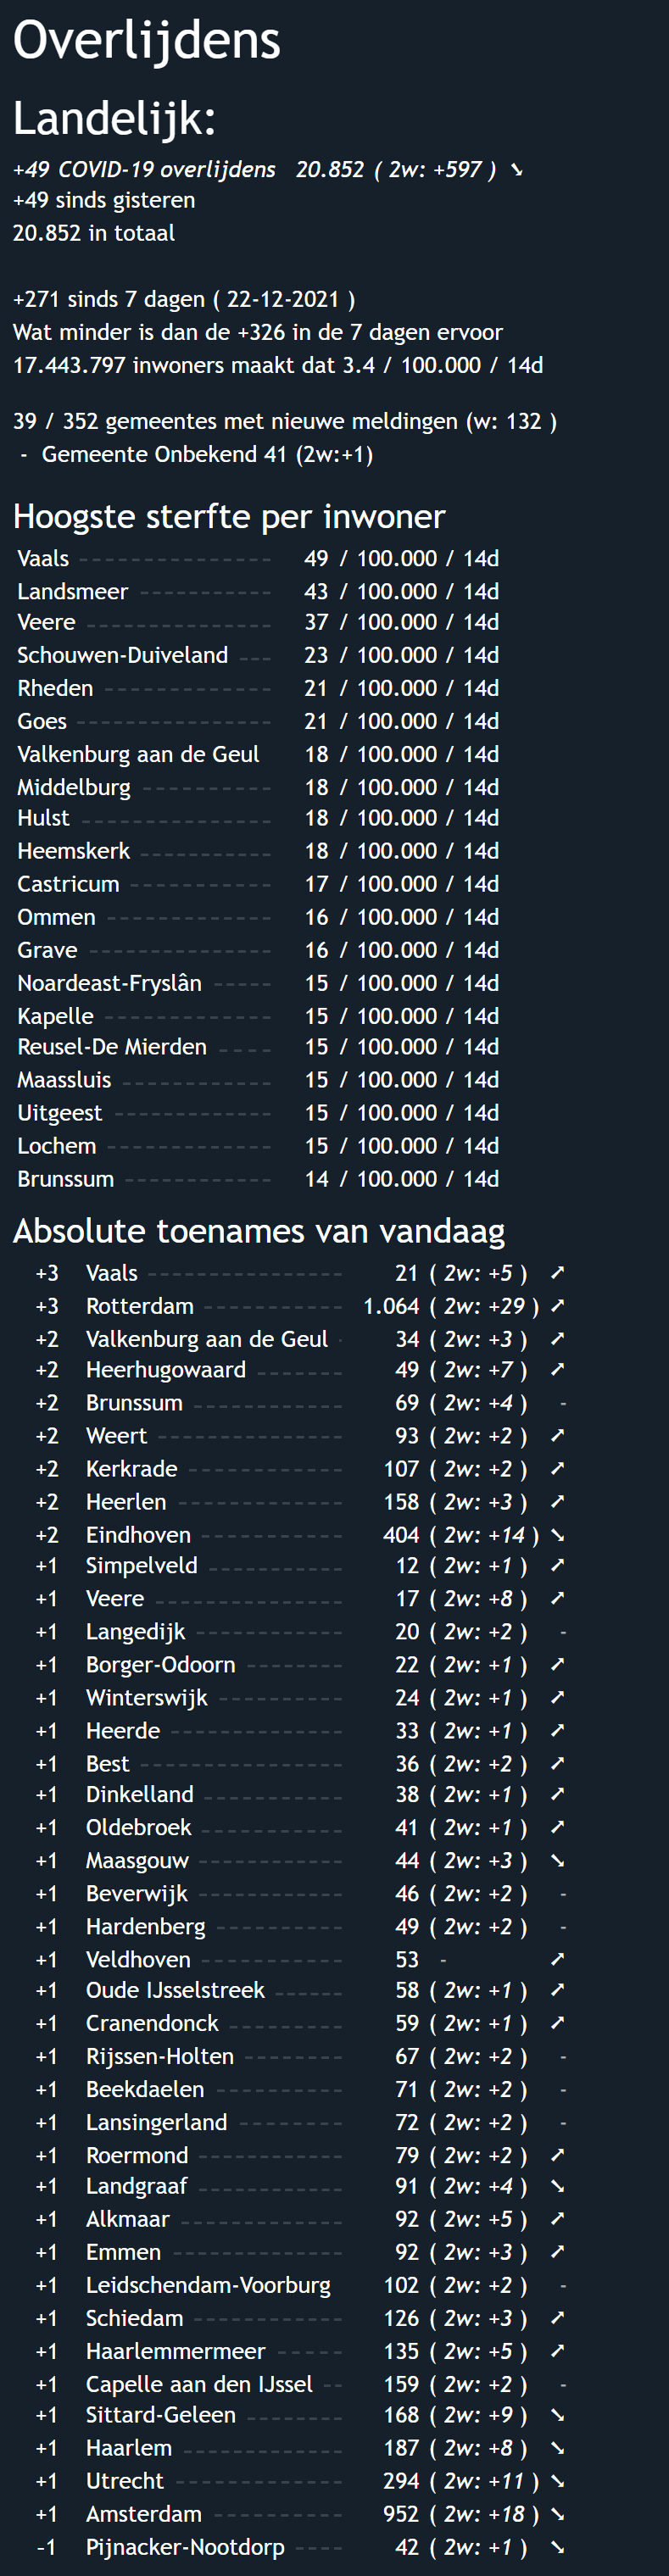 Overlijdens
Landelijk:
+49 COVID-19 overlijdens 20.852 ( 2w: +597 ) ➘
+49 sinds gisteren
20.852 in totaal
+271 sinds 7 dagen ( 22-12-2021 )
Wat minder is dan de +326 in de 7 dagen ervoor
17.443.797 inwoners maakt dat 3.4 / 100.000 / 14d
39 / 352 gemeentes met nieuwe meldingen (w: 132 )
- Gemeente Onbekend 41 (2w:+1)
Hoogste sterfte per inwoner
Vaals 49 / 100.000 / 14d
Landsmeer 43 / 100.000 / 14d
Veere 37 / 100.000 / 14d
Schouwen-Duiveland 23 / 100.000 / 14d
Rheden 21 / 100.000 / 14d
Goes 21 / 100.000 / 14d
Valkenburg aan de Geul 18 / 100.000 / 14d
Middelburg 18 / 100.000 / 14d
Hulst 18 / 100.000 / 14d
Heemskerk 18 / 100.000 / 14d
Castricum 17 / 100.000 / 14d
Ommen 16 / 100.000 / 14d
Grave 16 / 100.000 / 14d
Noardeast-Fryslân 15 / 100.000 / 14d
Kapelle 15 / 100.000 / 14d
Reusel-De Mierden 15 / 100.000 / 14d
Maassluis 15 / 100.000 / 14d
Uitgeest 15 / 100.000 / 14d
Lochem 15 / 100.000 / 14d
Brunssum 14 / 100.000 / 14d
Absolute toenames van vandaag
+3 Vaals 21 ( 2w: +5 ) ➚
+3 Rotterdam 1.064 ( 2w: +29 ) ➚
+2 Valkenburg aan de Geul 34 ( 2w: +3 ) ➚
+2 Heerhugowaard 49 ( 2w: +7 ) ➚
+2 Brunssum 69 ( 2w: +4 ) -
+2 Weert 93 ( 2w: +2 ) ➚
+2 Kerkrade 107 ( 2w: +2 ) ➚
+2 Heerlen 158 ( 2w: +3 ) ➚
+2 Eindhoven 404 ( 2w: +14 ) ➘
+1 Simpelveld 12 ( 2w: +1 ) ➚
+1 Veere 17 ( 2w: +8 ) ➚
+1 Langedijk 20 ( 2w: +2 ) -
+1 Borger-Odoorn 22 ( 2w: +1 ) ➚
+1 Winterswijk 24 ( 2w: +1 ) ➚
+1 Heerde 33 ( 2w: +1 ) ➚
+1 Best 36 ( 2w: +2 ) ➚
+1 Dinkelland 38 ( 2w: +1 ) ➚
+1 Oldebroek 41 ( 2w: +1 ) ➚
+1 Maasgouw 44 ( 2w: +3 ) ➘
+1 Beverwijk 46 ( 2w: +2 ) -
+1 Hardenberg 49 ( 2w: +2 ) -
+1 Veldhoven 53 - ➚
+1 Oude IJsselstreek 58 ( 2w: +1 ) ➚
+1 Cranendonck 59 ( 2w: +1 ) ➚
+1 Rijssen-Holten 67 ( 2w: +2 ) -
+1 Beekdaelen 71 ( 2w: +2 ) -
+1 Lansingerland 72 ( 2w: +2 ) -
+1 Roermond 79 ( 2w: +2 ) ➚
+1 Landgraaf 91 ( 2w: +4 ) ➘
+1 Alkmaar 92 ( 2w: +5 ) ➚
+1 Emmen 92 ( 2w: +3 ) ➚
+1 Leidschendam-Voorburg 102 ( 2w: +2 ) -
+1 Schiedam 126 ( 2w: +3 ) ➚
+1 Haarlemmermeer 135 ( 2w: +5 ) ➚
+1 Capelle aan den IJssel 159 ( 2w: +2 ) -
+1 Sittard-Geleen 168 ( 2w: +9 ) ➘
+1 Haarlem 187 ( 2w: +8 ) ➘
+1 Utrecht 294 ( 2w: +11 ) ➘
+1 Amsterdam 952 ( 2w: +18 ) ➘
-1 Pijnacker-Nootdorp 42 ( 2w: +1 ) ➘